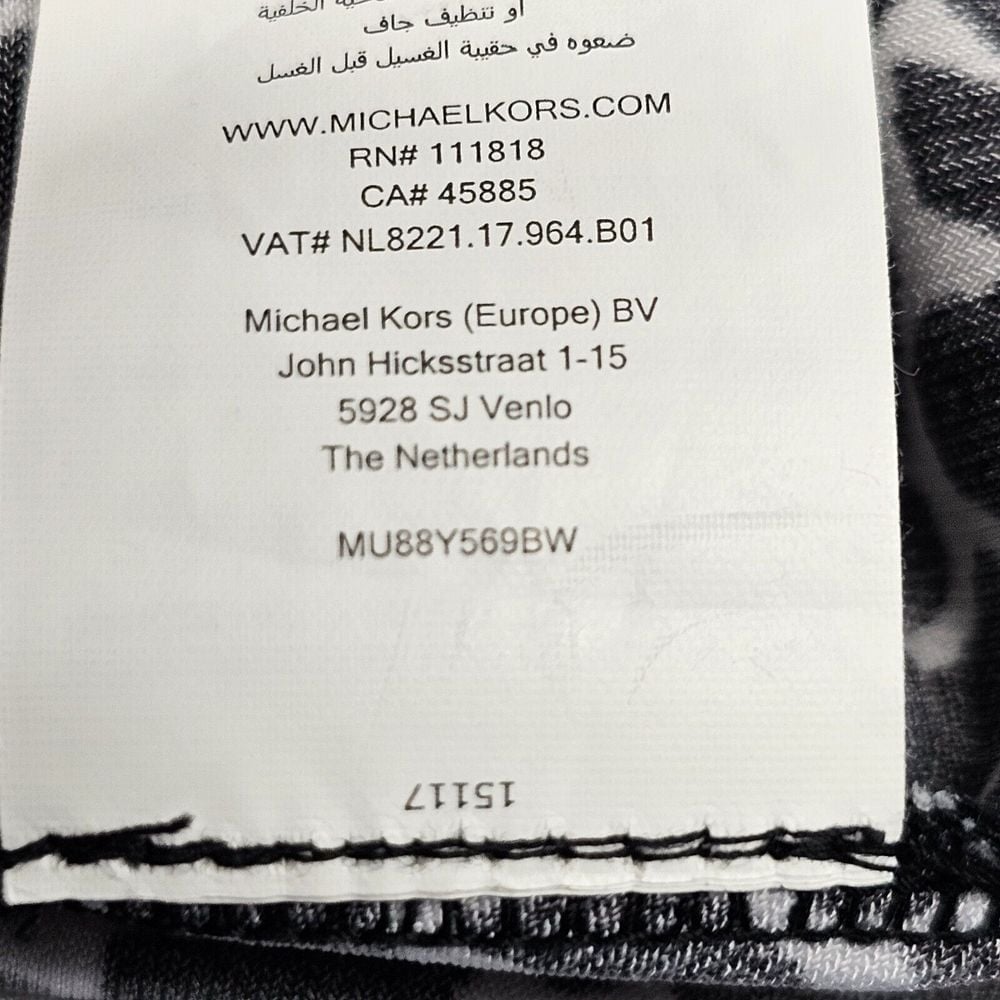 الخلفية
او تنظيف جاف
ضعوه في حقيبة الغسيل قبل الغسل
WWW.MICHAELKORS.COM
RN# 111818
CA# 45885
VAT# NL8221.17.964.B01
Michael Kors (Europe) BV
John Hicksstraat 1-15
5928 SJ Venlo
The Netherlands
MU88Y569BW
15117